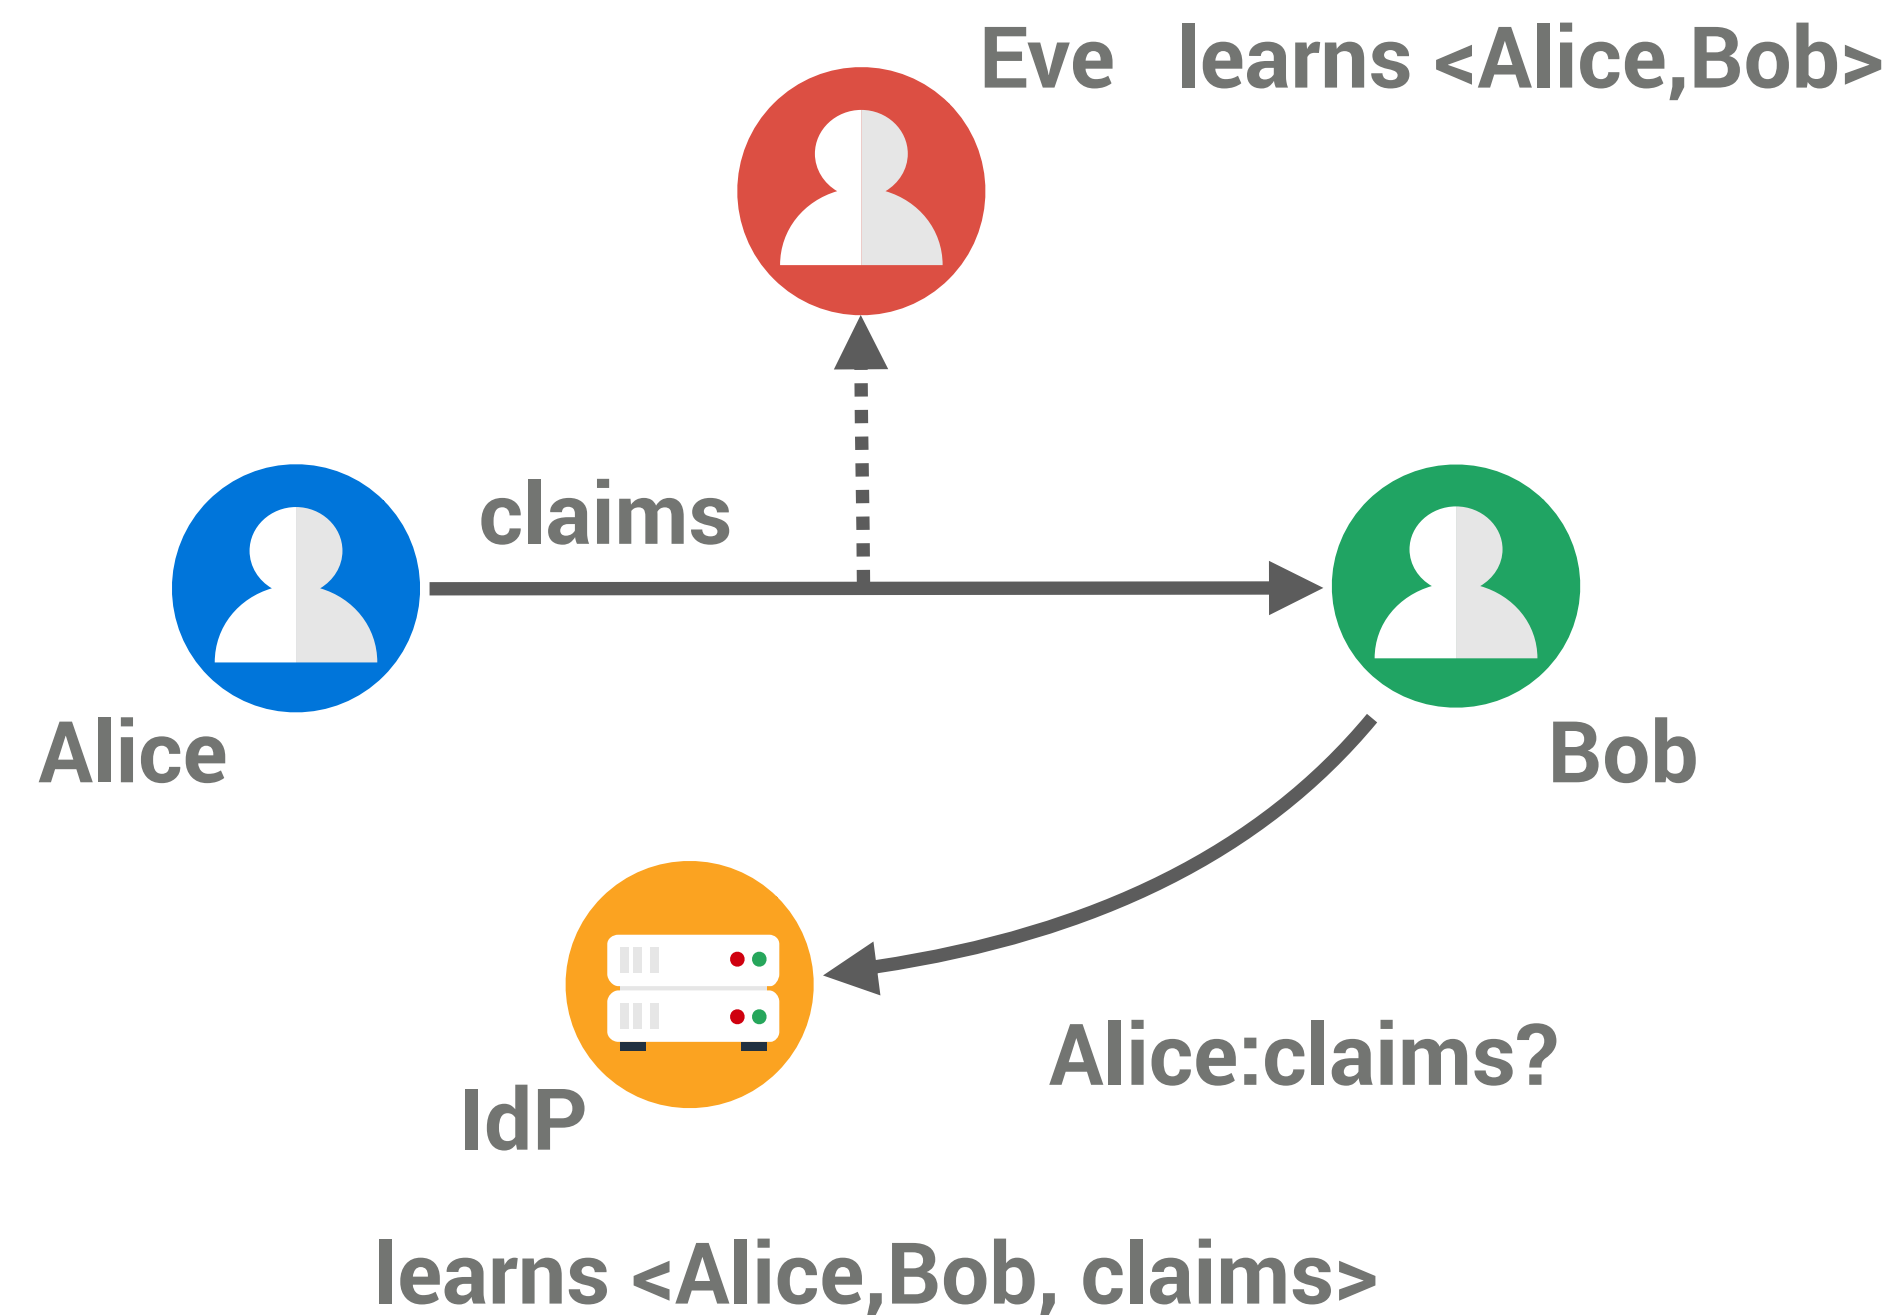 Eve learns <Alice,Bob>
claims
Alice
Bob
Alice:claims?
IdP
learns <Alice,Bob, claims>